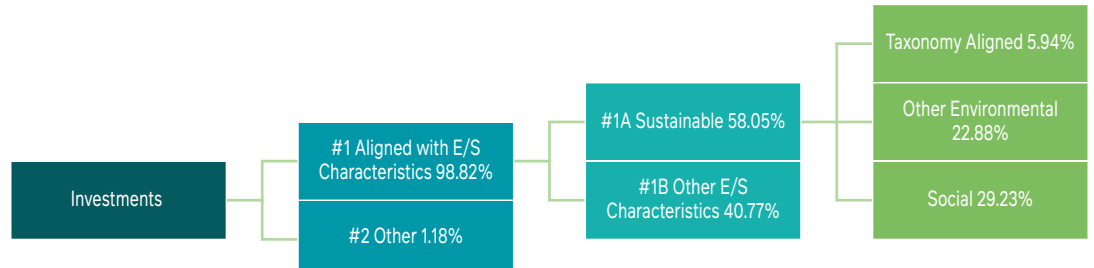 Investments
#1 Aligned with E/S
Characteristics 98.82%
#2 Other 1.18%
#1A Sustainable 58.05%
#1B Other E/S
Characteristics 40.77%
Taxonomy Aligned 5.94%
Other Environmental
22.88%
Social 29.23%